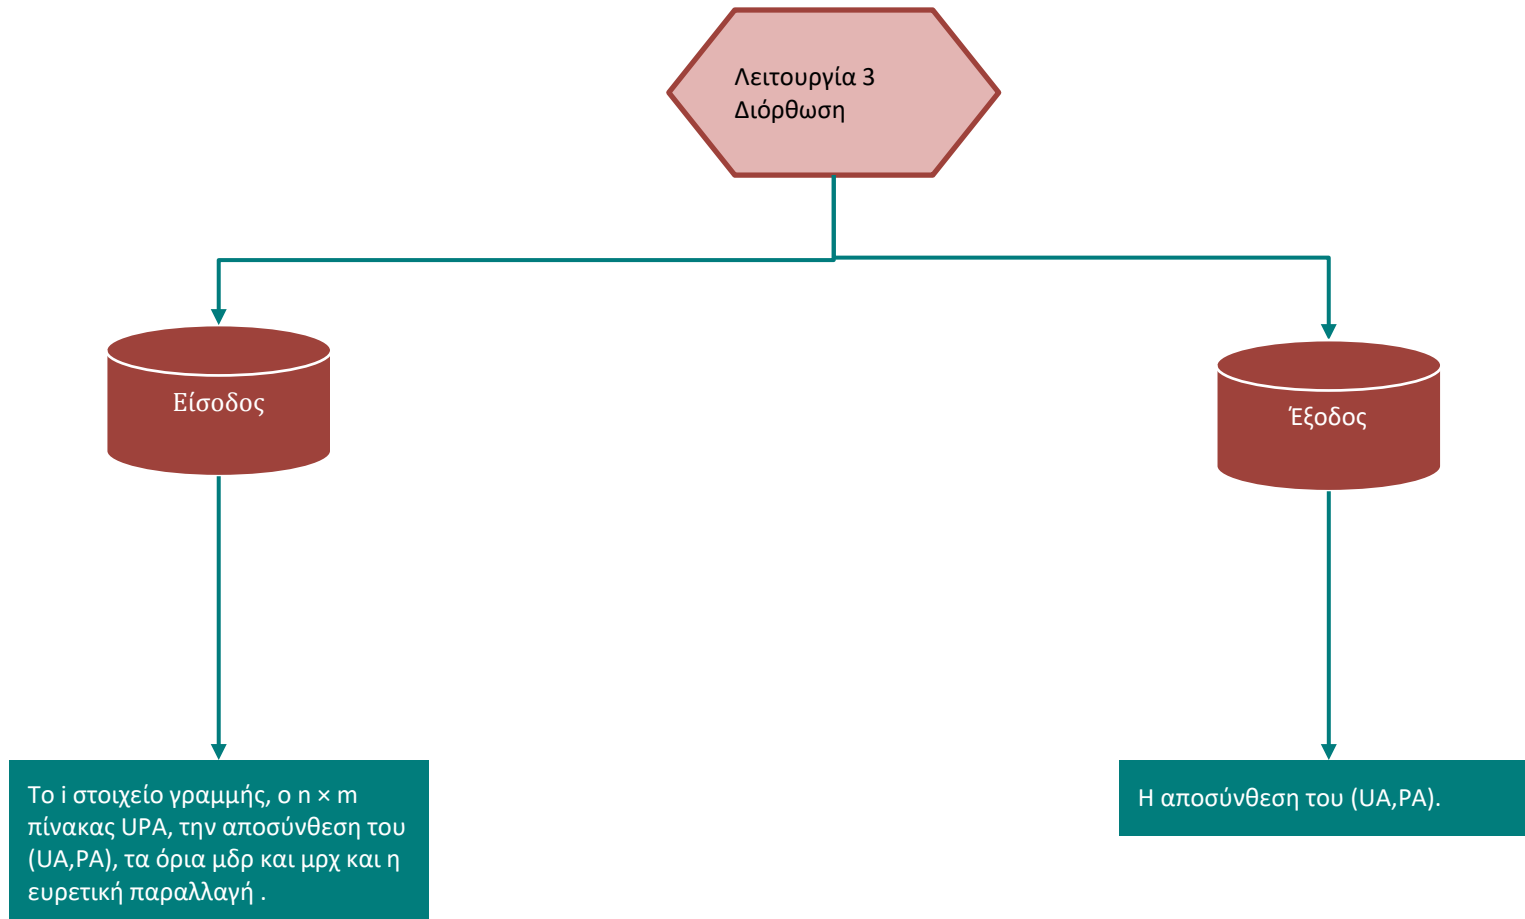 Λειτουργία 3
Διόρθωση
Είσοδος
Έξοδος
Το i στοιχείο γραμμής, ο n × m
πίνακας UPA, την αποσύνθεση του
(UA,PA), τα όρια μδρ και μρχ και η
ευρετική παραλλαγή .
Η αποσύνθεση του (UA,PA).